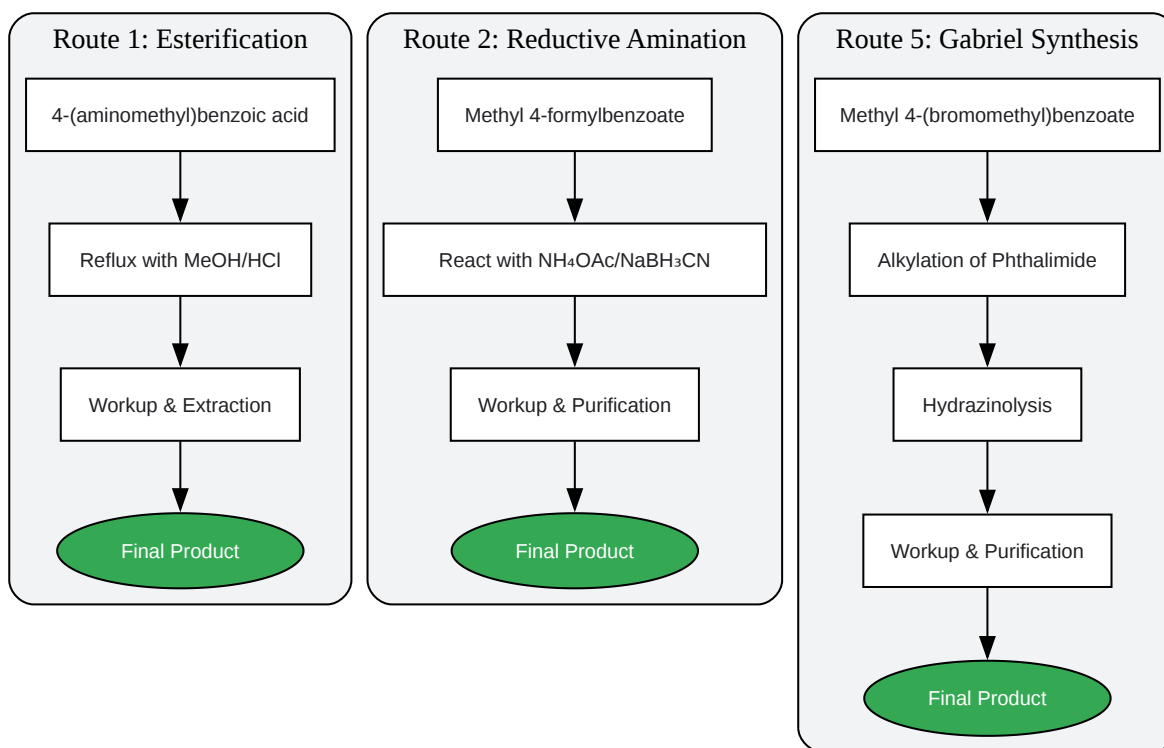 Route 1: Esterification
4-(aminomethyl)benzoic acid
Reflux with MeOH/HCl
Workup & Extraction
Final Product
Route 2: Reductive Amination
Methyl 4-formylbenzoate
React with NH₄OAc/NaBH₃CN
Workup & Purification
Final Product
Route 5: Gabriel Synthesis
Methyl 4-(bromomethyl)benzoate
Alkylation of Phthalimide
Hydrazinolysis
Workup & Purification
Final Product